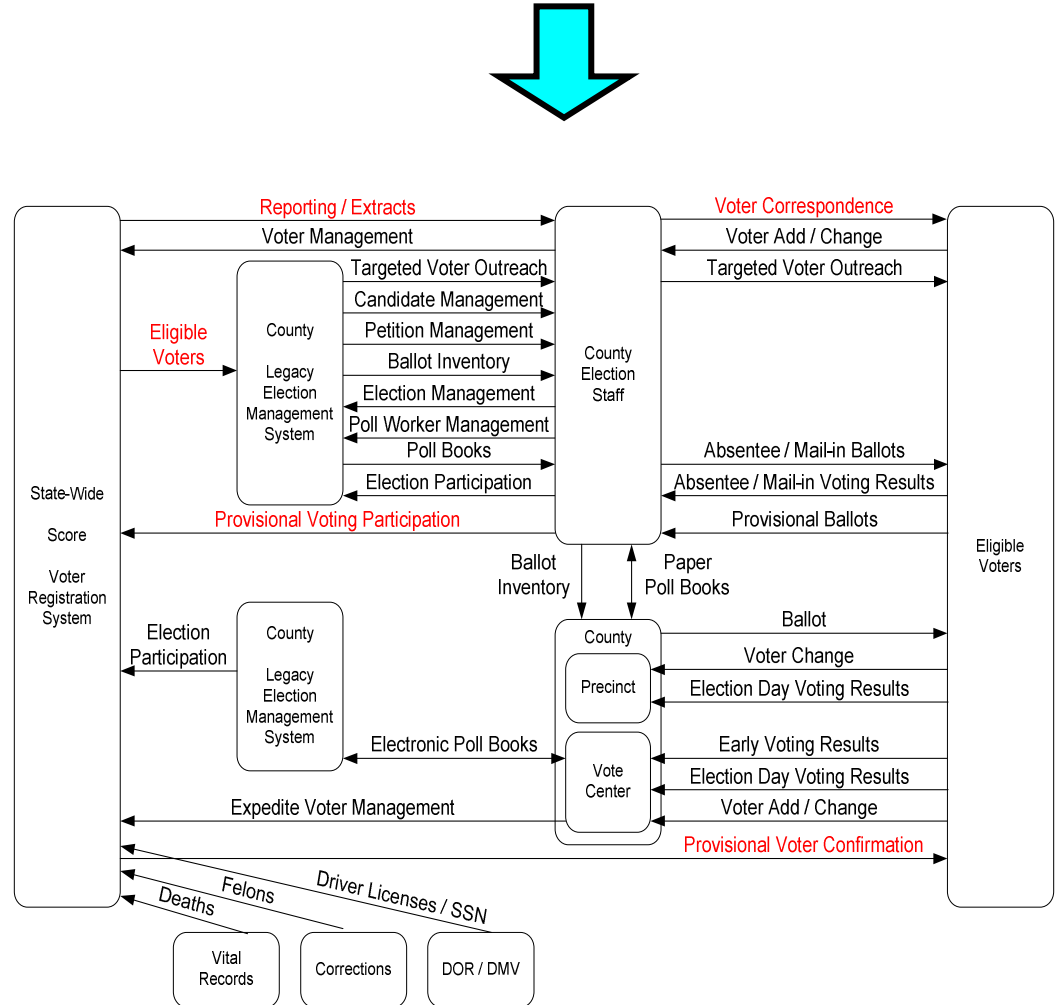 Reporting / Extracts
Voter Correspondence
Voter Management
Voter Add / Change
Targeted Voter Outreach
Targeted Voter Outreach
Candidate Management
Eligible
Voters
County
Legacy
Election
Management
System
Petition Management
Ballot Inventory
Election Management
Poll Worker Management
Poll Books
Election Participation
County
Election
Staff
Absentee / Mail-in Ballots
Absentee / Mail-in Voting Results
Provisional Voting Participation
Provisional Ballots
State-Wide
Score
Voter
Registration
System
Eligible
Voters
Ballot
Inventory
Paper
Poll Books
Election
Participation
County
Legacy
Election
Management
System
County
Precinct
Ballot
Voter Change
Election Day Voting Results
Electronic Poll Books
Vote
Center
Early Voting Results
Election Day Voting Results
Expedite Voter Management
Voter Add / Change
Provisional Voter Confirmation
Driver Licenses / SSN
Felons
Deaths
Vital
Records
Corrections
DOR / DMV